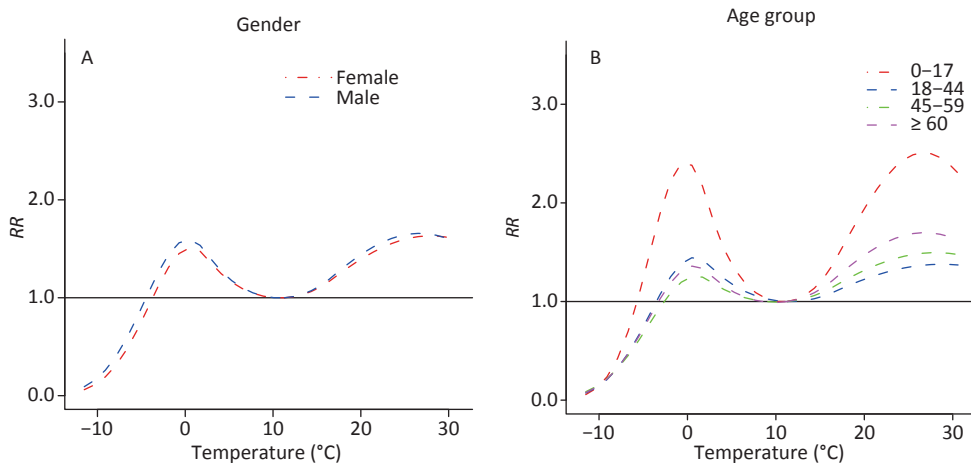 Gender
A
Female
Male
3.0
2.0
1.0
0.0
RR
−10 0 10 20 30
Temperature (°C)
Age group
B
0−17
18−44
45−59
≥ 60
3.0
2.0
1.0
0.0
RR
−10 0 10 20 30
Temperature (°C)